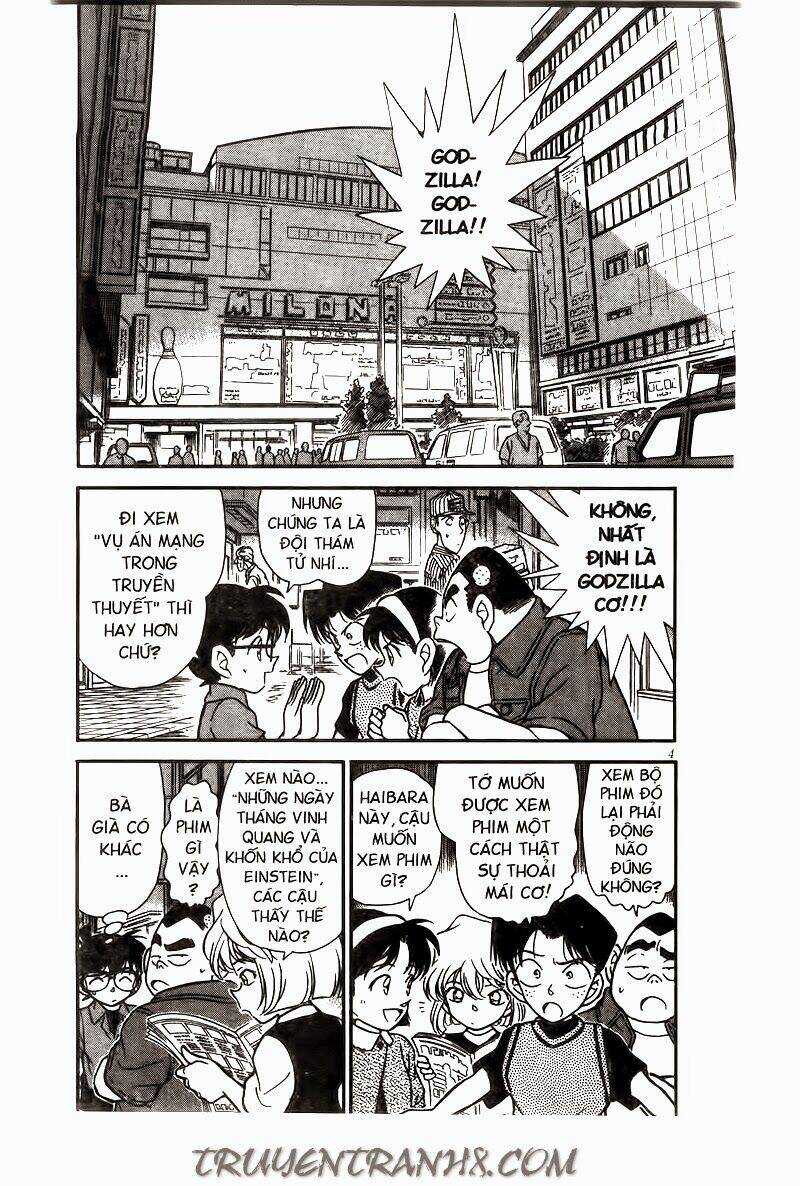 GOD-
ZILLA!
GOD-
ZILLA!!
MILONA
KHÔNG,
NHẤT
ĐỊNH LÀ
GODZILLA
CƠ!!!
NHƯNG
CHÚNG TA LÀ
ĐỘI THÁM
TỬ NHÍ...
ĐI XEM
"VỤ ÁN MẠNG
TRONG
TRUYỀN
THUYẾT" THÌ
HAY HƠN
CHỨ?
4
XEM BỘ
PHIM ĐÓ
LẠI PHẢI
ĐỘNG
NÃO
ĐÚNG
KHÔNG?
TỚ MUỐN
ĐƯỢC XEM
PHIM MỘT
CÁCH THẬT
SỰ THOẢI
MÁI CƠ!
HAIBARA
NÀY, CẬU
MUỐN
XEM PHIM
GÌ?
XEM NÀO...
"NHỮNG NGÀY
THÁNG VINH
QUANG VÀ
KHỐN KHỔ CỦA
EINSTEIN",
CÁC CẬU
THẤY THẾ
NÀO?
LÀ
PHIM
GÌ
VẬY
?
BÀ
GIÀ CÓ
KHÁC
...
TRUYENTRANH8.COM